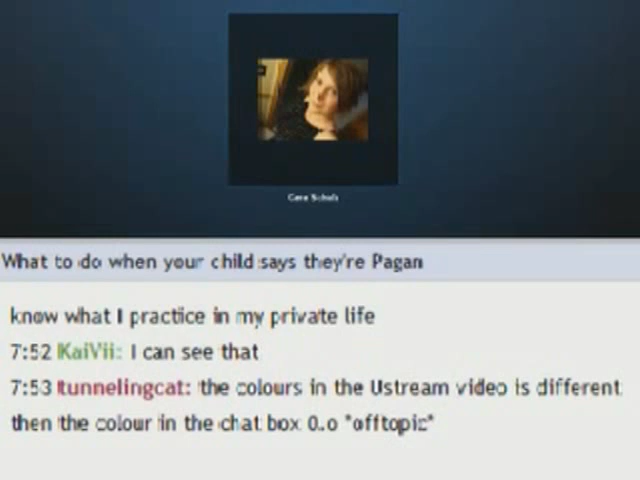 What to do when your child says they're Pagan
know what I practice in my private life
7:52 KaiVii: I can see that
7:53 tunnelingcat: the colours in the Ustream video is different
then the colour in the chat box 0.o *offtopic*